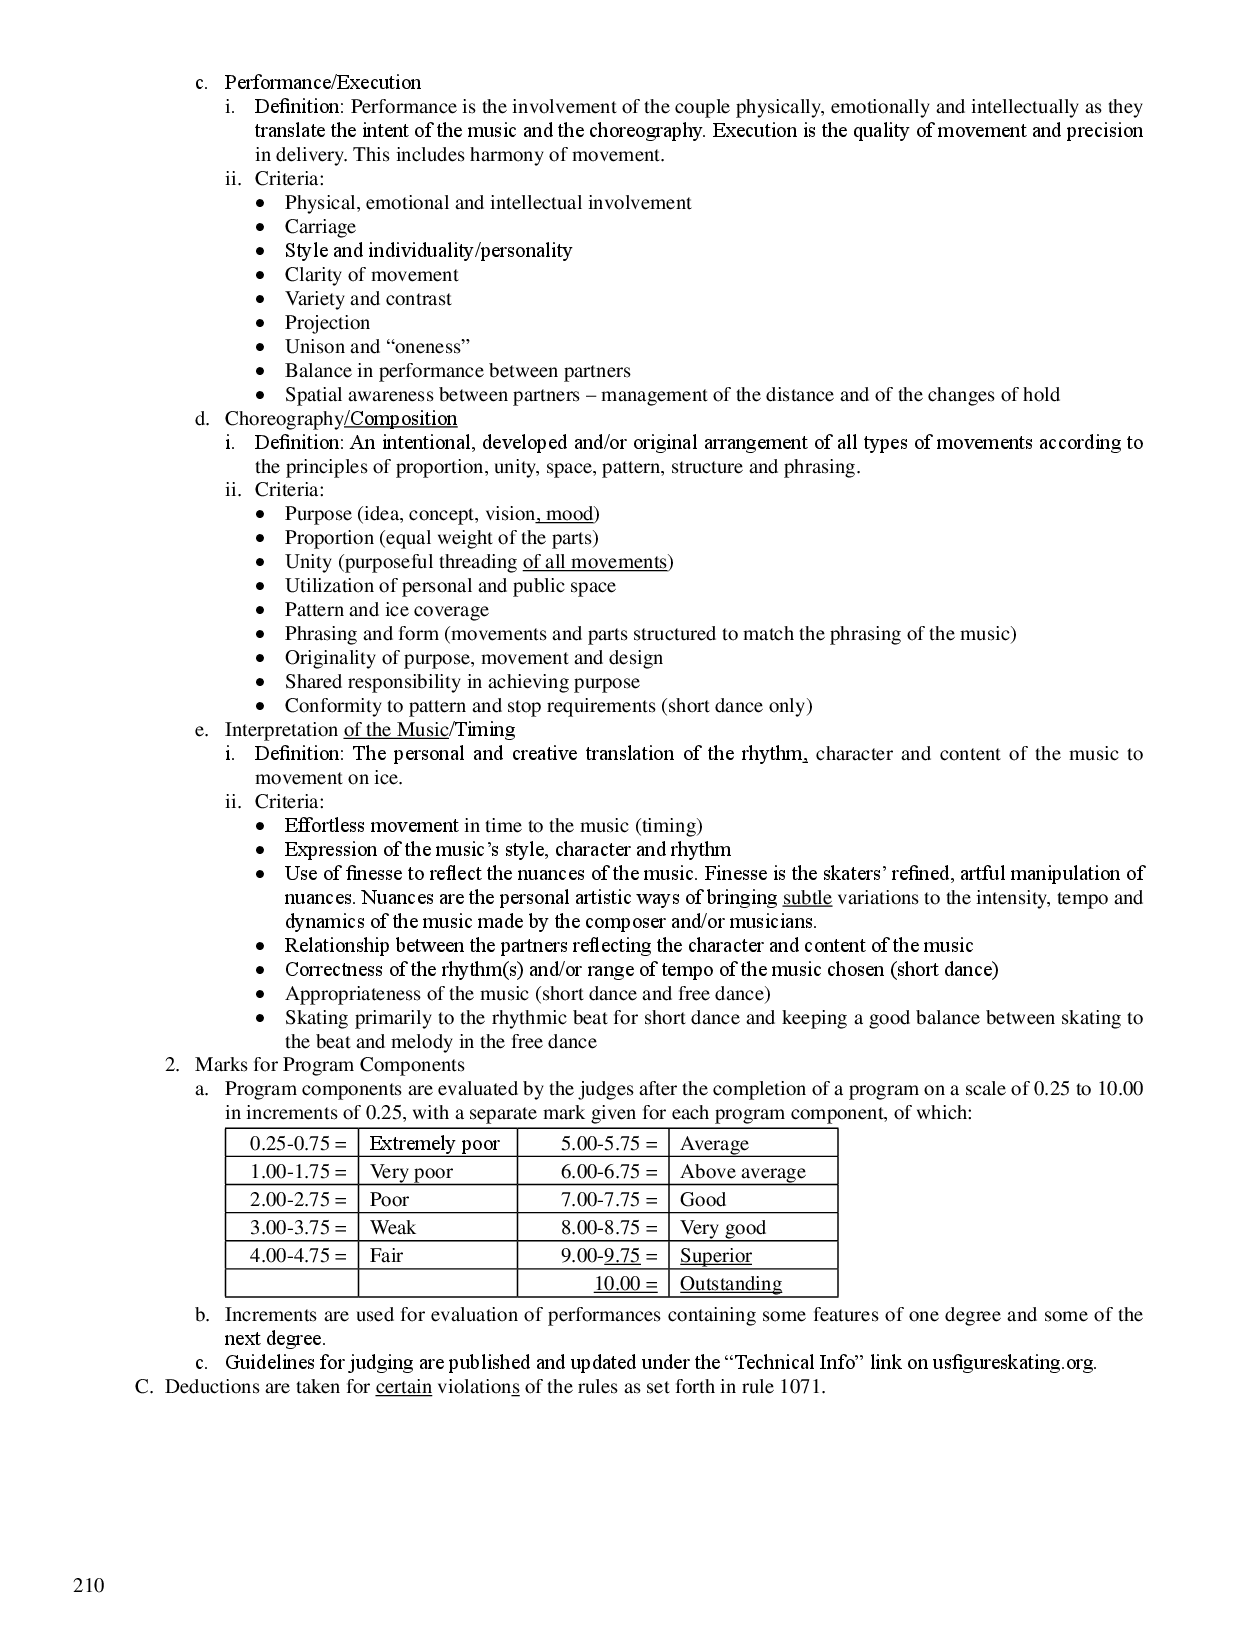 c. Performance/Execution
i. Definition: Performance is the involvement of the couple physically, emotionally and intellectually as they
translate the intent of the music and the choreography. Execution is the quality of movement and precision
in delivery. This includes harmony of movement.
ii. Criteria:
• Physical, emotional and intellectual involvement
• Carriage
• Style and individuality/personality
• Clarity of movement
• Variety and contrast
• Projection
• Unison and “oneness”
• Balance in performance between partners
• Spatial awareness between partners – management of the distance and of the changes of hold
d. Choreography/Composition
i. Definition: An intentional, developed and/or original arrangement of all types of movements according to
the principles of proportion, unity, space, pattern, structure and phrasing.
ii. Criteria:
• Purpose (idea, concept, vision, mood)
• Proportion (equal weight of the parts)
• Unity (purposeful threading of all movements)
• Utilization of personal and public space
• Pattern and ice coverage
• Phrasing and form (movements and parts structured to match the phrasing of the music)
• Originality of purpose, movement and design
• Shared responsibility in achieving purpose
• Conformity to pattern and stop requirements (short dance only)
e. Interpretation of the Music/Timing
i. Definition: The personal and creative translation of the rhythm, character and content of the music to
movement on ice.
ii. Criteria:
• Effortless movement in time to the music (timing)
• Expression of the music’s style, character and rhythm
• Use of finesse to reflect the nuances of the music. Finesse is the skaters’ refined, artful manipulation of
nuances. Nuances are the personal artistic ways of bringing subtle variations to the intensity, tempo and
dynamics of the music made by the composer and/or musicians.
• Relationship between the partners reflecting the character and content of the music
• Correctness of the rhythm(s) and/or range of tempo of the music chosen (short dance)
• Appropriateness of the music (short dance and free dance)
• Skating primarily to the rhythmic beat for short dance and keeping a good balance between skating to
the beat and melody in the free dance
2. Marks for Program Components
a. Program components are evaluated by the judges after the completion of a program on a scale of 0.25 to 10.00
in increments of 0.25, with a separate mark given for each program component, of which:
0.25-0.75 = Extremely poor 5.00-5.75 = Average
1.00-1.75 = Very poor 6.00-6.75 = Above average
2.00-2.75 = Poor 7.00-7.75 = Good
3.00-3.75 = Weak 8.00-8.75 = Very good
4.00-4.75 = Fair 9.00-9.75 = Superior
10.00 = Outstanding
b. Increments are used for evaluation of performances containing some features of one degree and some of the
next degree.
c. Guidelines for judging are published and updated under the “Technical Info” link on usfigureskating.org.
C. Deductions are taken for certain violations of the rules as set forth in rule 1071.
210